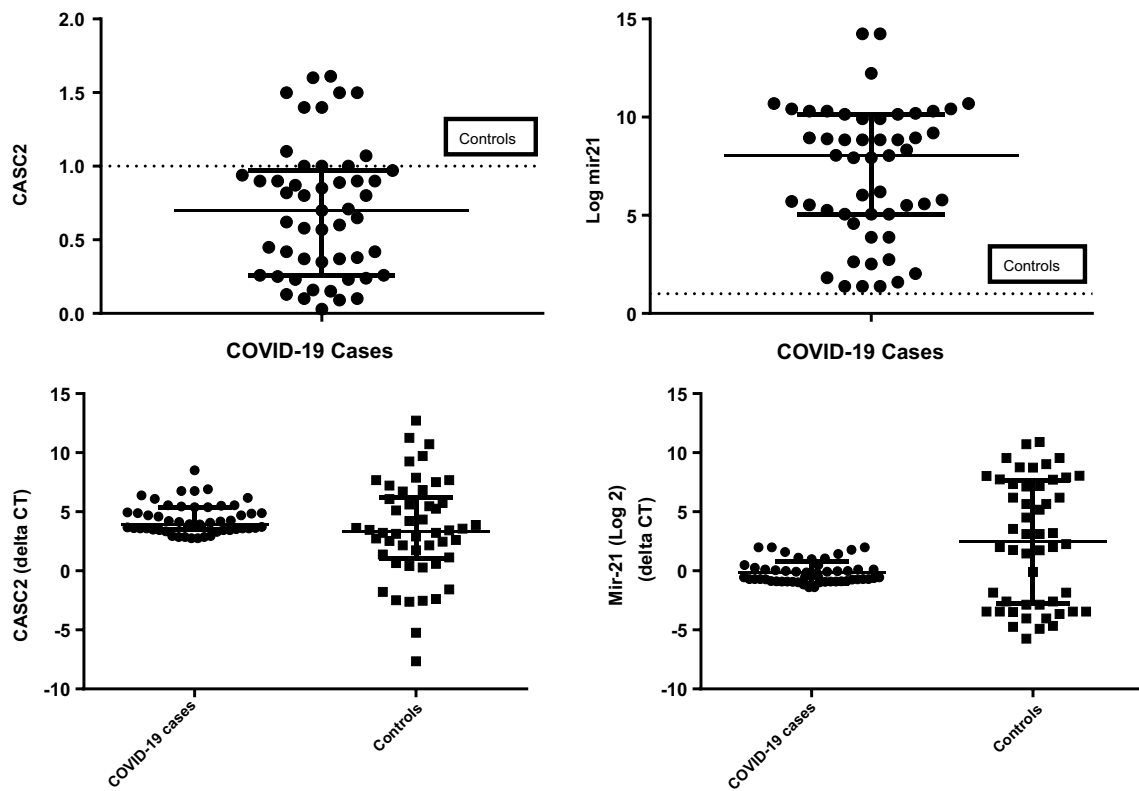 2.0
1.5
1.0
0.5
0.0
CASC2
Controls
COVID-19 Cases
15
10
5
0
Log mir21
Controls
COVID-19 Cases
15
10
5
0
-5
-10
CASC2 (delta CT)
COVID-19 cases
Controls
15
10
5
0
-5
-10
Mir-21 (Log 2)
(delta CT)
COVID-19 cases
Controls